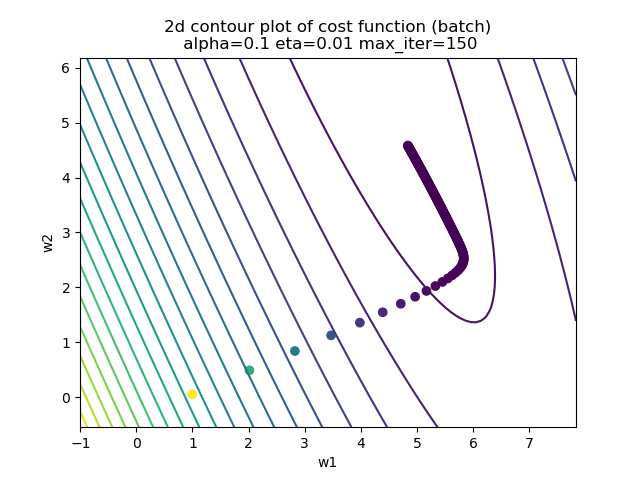 2d contour plot of cost function (batch)
alpha=0.1 eta=0.01 max_iter=150
6
5
4
3
2
1
0
w2
−1 0 1 2 3 4 5 6 7
w1